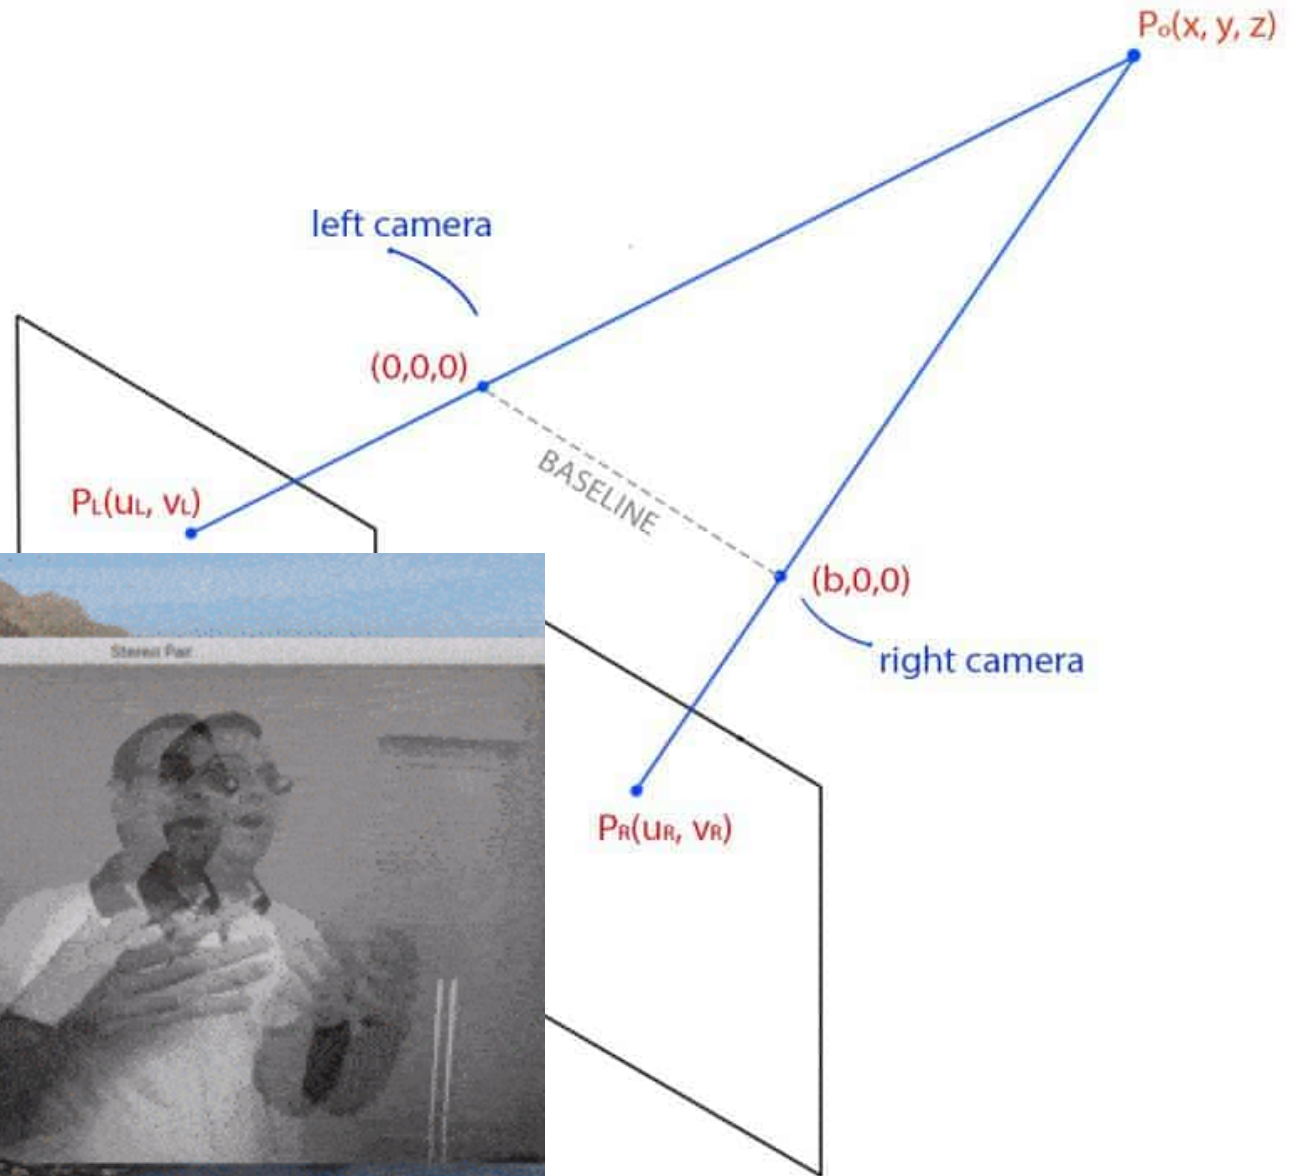 Po(x, y, z)
left camera
(0,0,0)
BASELINE
PL(uL, vL)
(b,0,0)
right camera
Stereo Pair
PR(uR, vR)